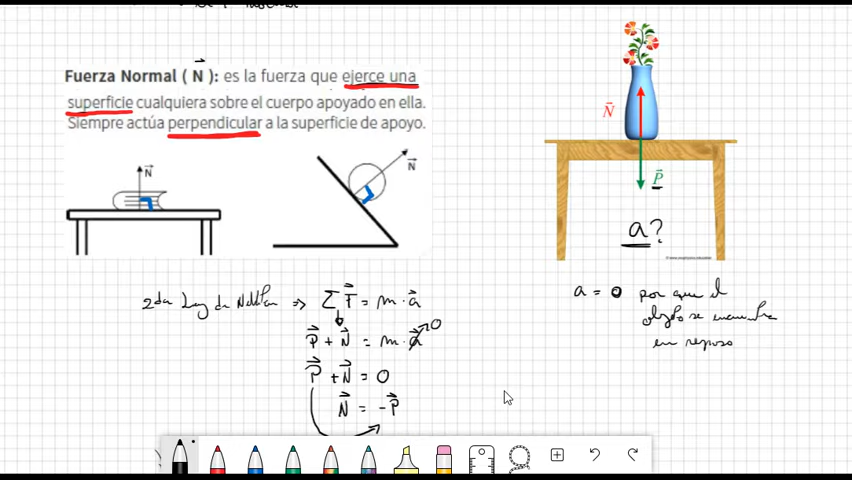 Fuerza Normal ( N⃗ ): es la fuerza que ejerce una
superficie cualquiera sobre el cuerpo apoyado en ella.
Siempre actúa perpendicular a la superficie de apoyo.
N⃗
N⃗
N⃗
P⃗
a?
2da Ley de Newton ⇒ Σ F⃗ = m · a⃗
P⃗ + N⃗ = m · a⃗ 0
P⃗ + N⃗ = 0
N⃗ = -P⃗
a = 0 por que el
objeto se encuentra
en reposo